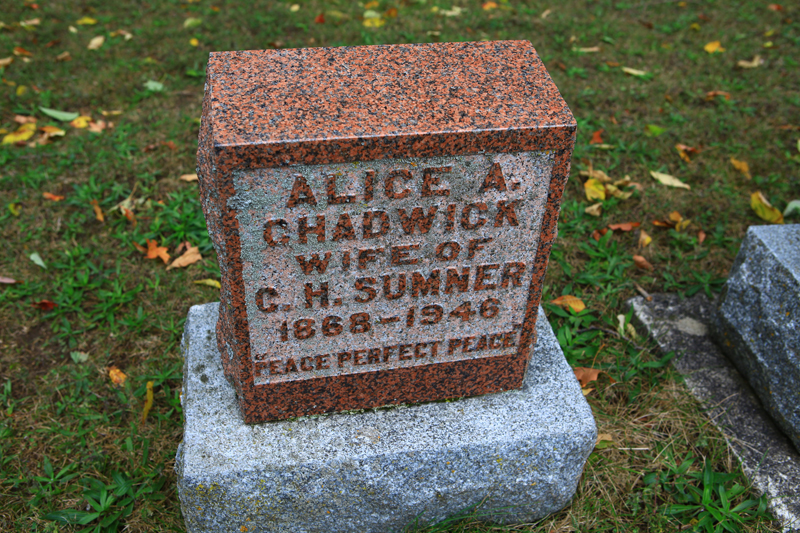 ALICE A.
CHADWICK
WIFE OF
C. H. SUMNER
1868-1946
"PEACE PERFECT PEACE"